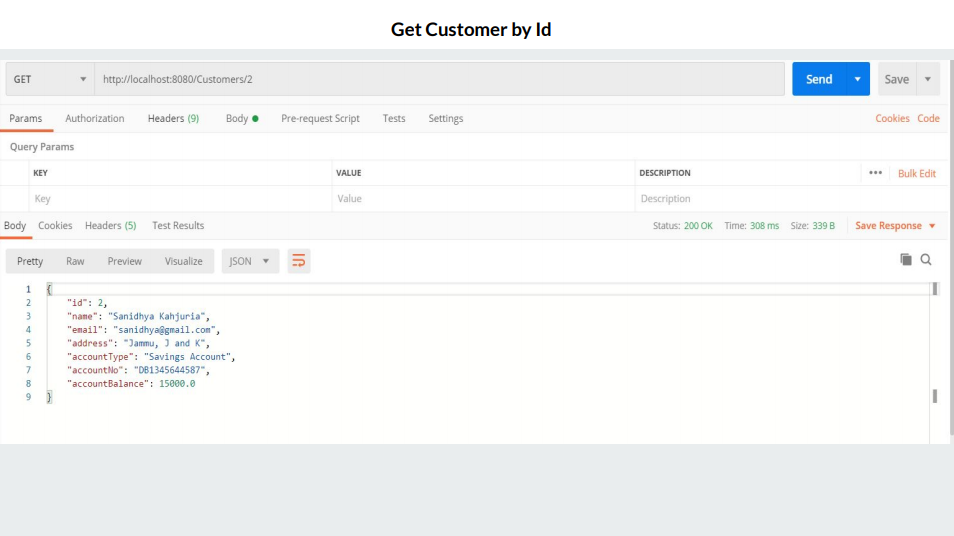 Get Customer by Id
GET http://localhost:8080/Customers/2 Send Save
Params Authorization Headers (9) Body Pre-request Script Tests Settings Cookies Code
Query Params
KEY VALUE DESCRIPTION ••• Bulk Edit
Key Value Description
Body Cookies Headers (5) Test Results Status: 200 OK Time: 308 ms Size: 339 B Save Response
Pretty Raw Preview Visualize JSON
1 {
2 "id": 2,
3 "name": "Sanidhya Kahjuria",
4 "email": "sanidhya@gmail.com",
5 "address": "Jammu, J and K",
6 "accountType": "Savings Account",
7 "accountNo": "DB1345644587",
8 "accountBalance": 15000.0
9 }